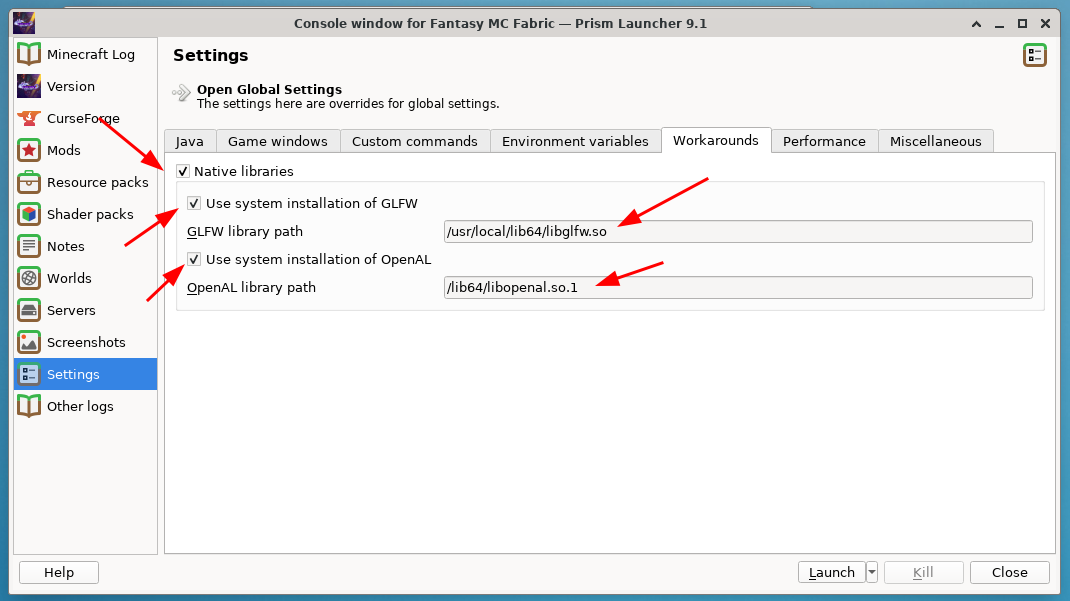 Console window for Fantasy MC Fabric — Prism Launcher 9.1
Minecraft Log
Version
CurseForge
Mods
Resource packs
Shader packs
Notes
Worlds
Servers
Screenshots
Settings
Other logs
Settings
Open Global Settings
The settings here are overrides for global settings.
Java Game windows Custom commands Environment variables Workarounds Performance Miscellaneous
Native libraries
Use system installation of GLFW
GLFW library path /usr/local/lib64/libglfw.so
Use system installation of OpenAL
OpenAL library path /lib64/libopenal.so.1
Help Launch Kill Close